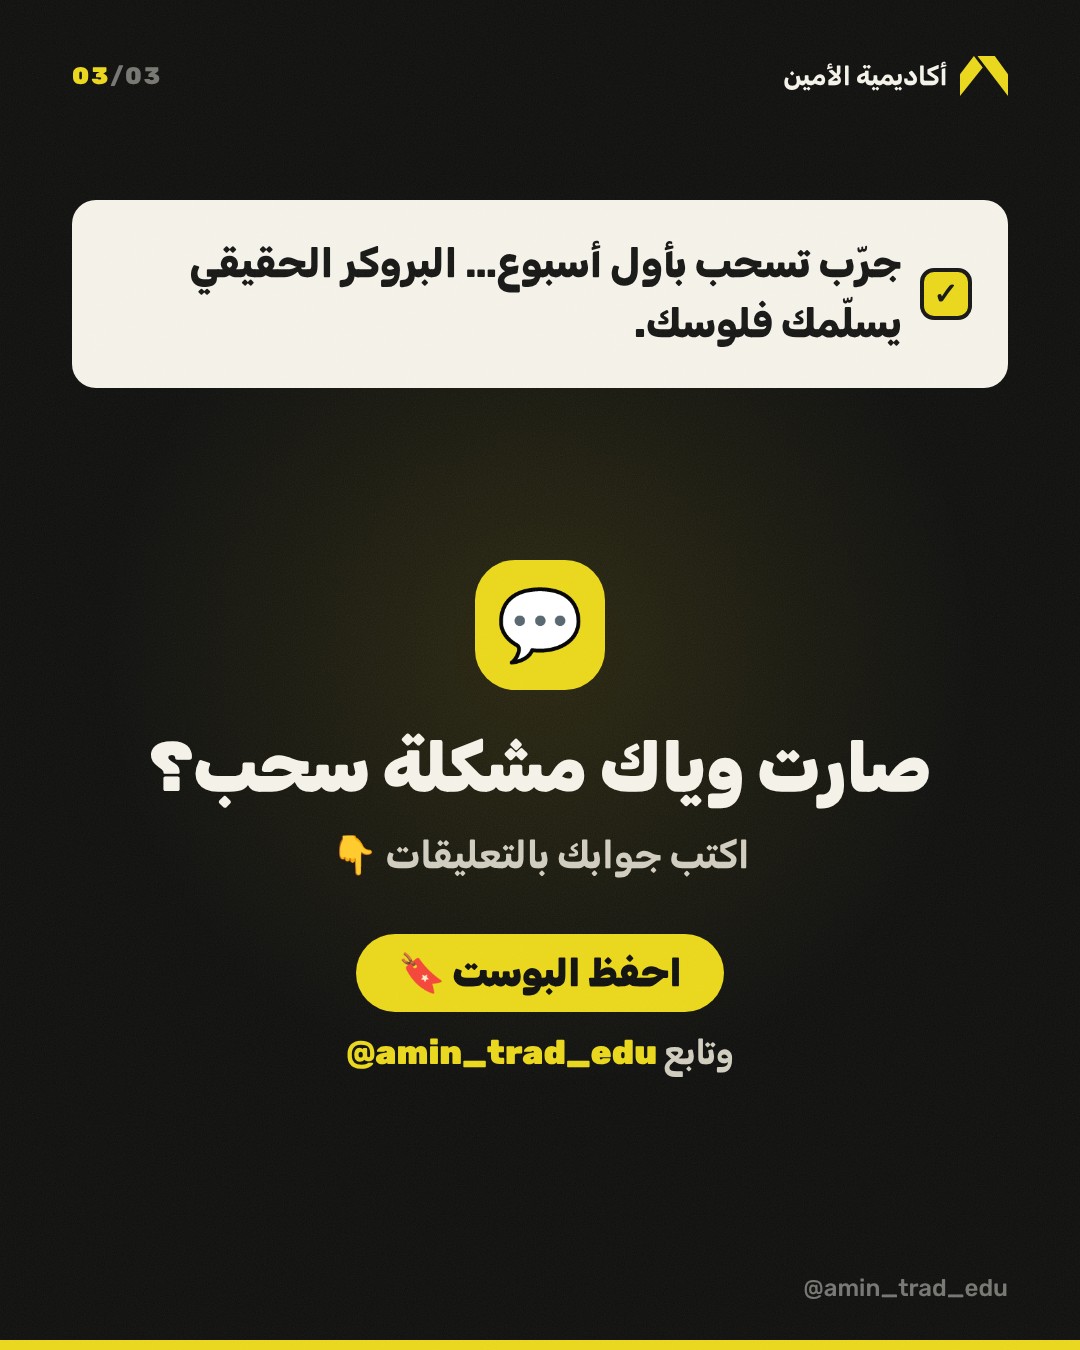 أكاديمية الأمين
03/03
جرّب تسحب بأول أسبوع... البروكر الحقيقي
يسلّمك فلوسك.
صارت وياك مشكلة سحب؟
اكتب جوابك بالتعليقات 👇
احفظ البوست 🔖
وتابع @amin_trad_edu
@amin_trad_edu